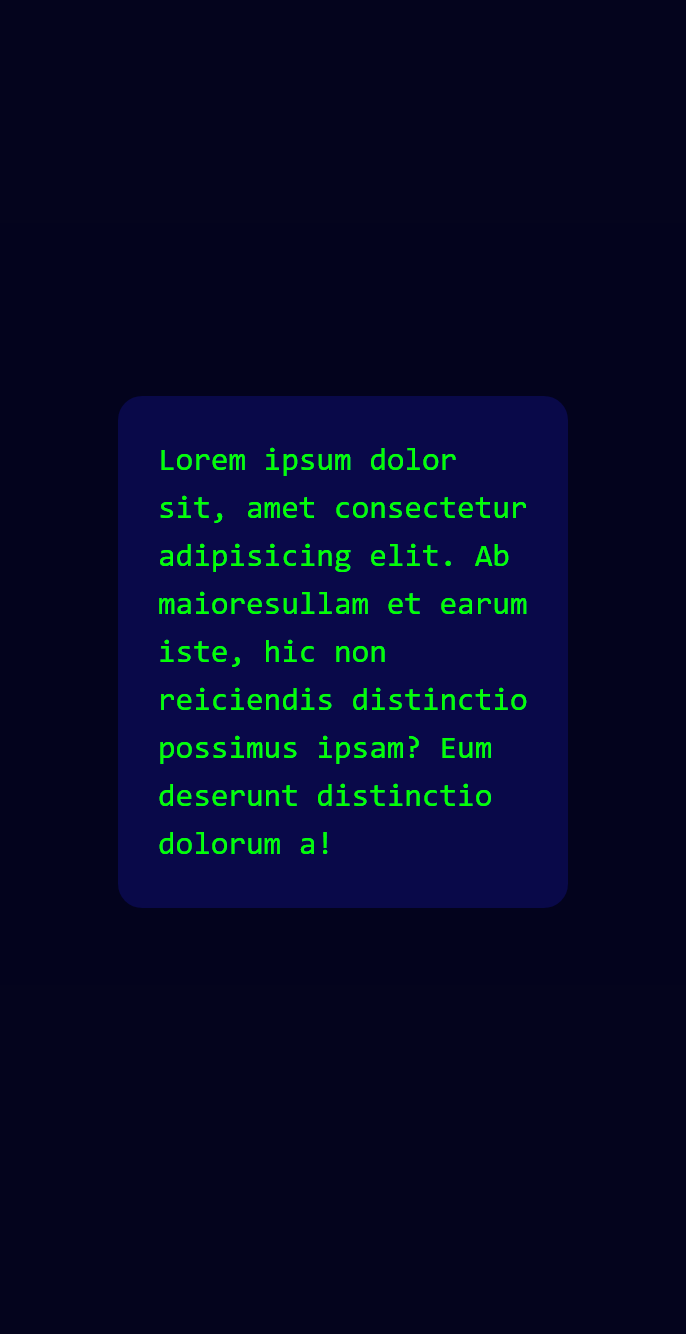 Lorem ipsum dolor
sit, amet consectetur
adipisicing elit. Ab
maioresullam et earum
iste, hic non
reiciendis distinctio
possimus ipsam? Eum
deserunt distinctio
dolorum a!